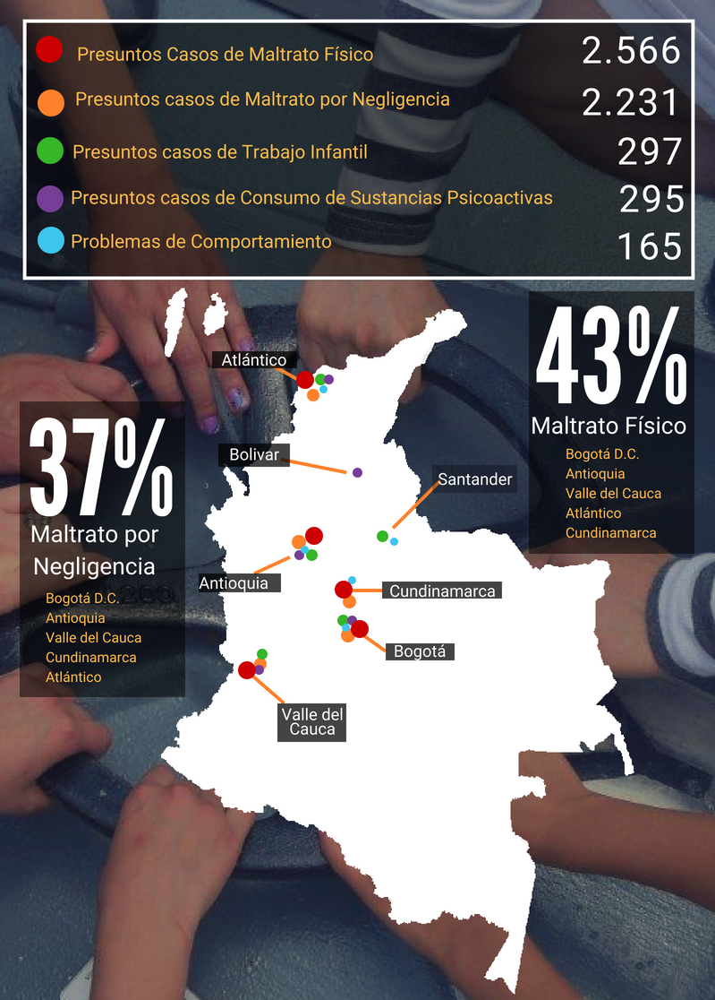 Presuntos Casos de Maltrato Físico 2.566
Presuntos casos de Maltrato por Negligencia 2.231
Presuntos casos de Trabajo Infantil 297
Presuntos casos de Consumo de Sustancias Psicoactivas 295
Problemas de Comportamiento 165
43%
Maltrato Físico
Bogotá D.C.
Antioquia
Valle del Cauca
Atlántico
Cundinamarca
37%
Maltrato por
Negligencia
Bogotá D.C.
Antioquia
Valle del Cauca
Cundinamarca
Atlántico
Atlántico
Bolivar
Santander
Antioquia
Cundinamarca
Bogotá
Valle del
Cauca